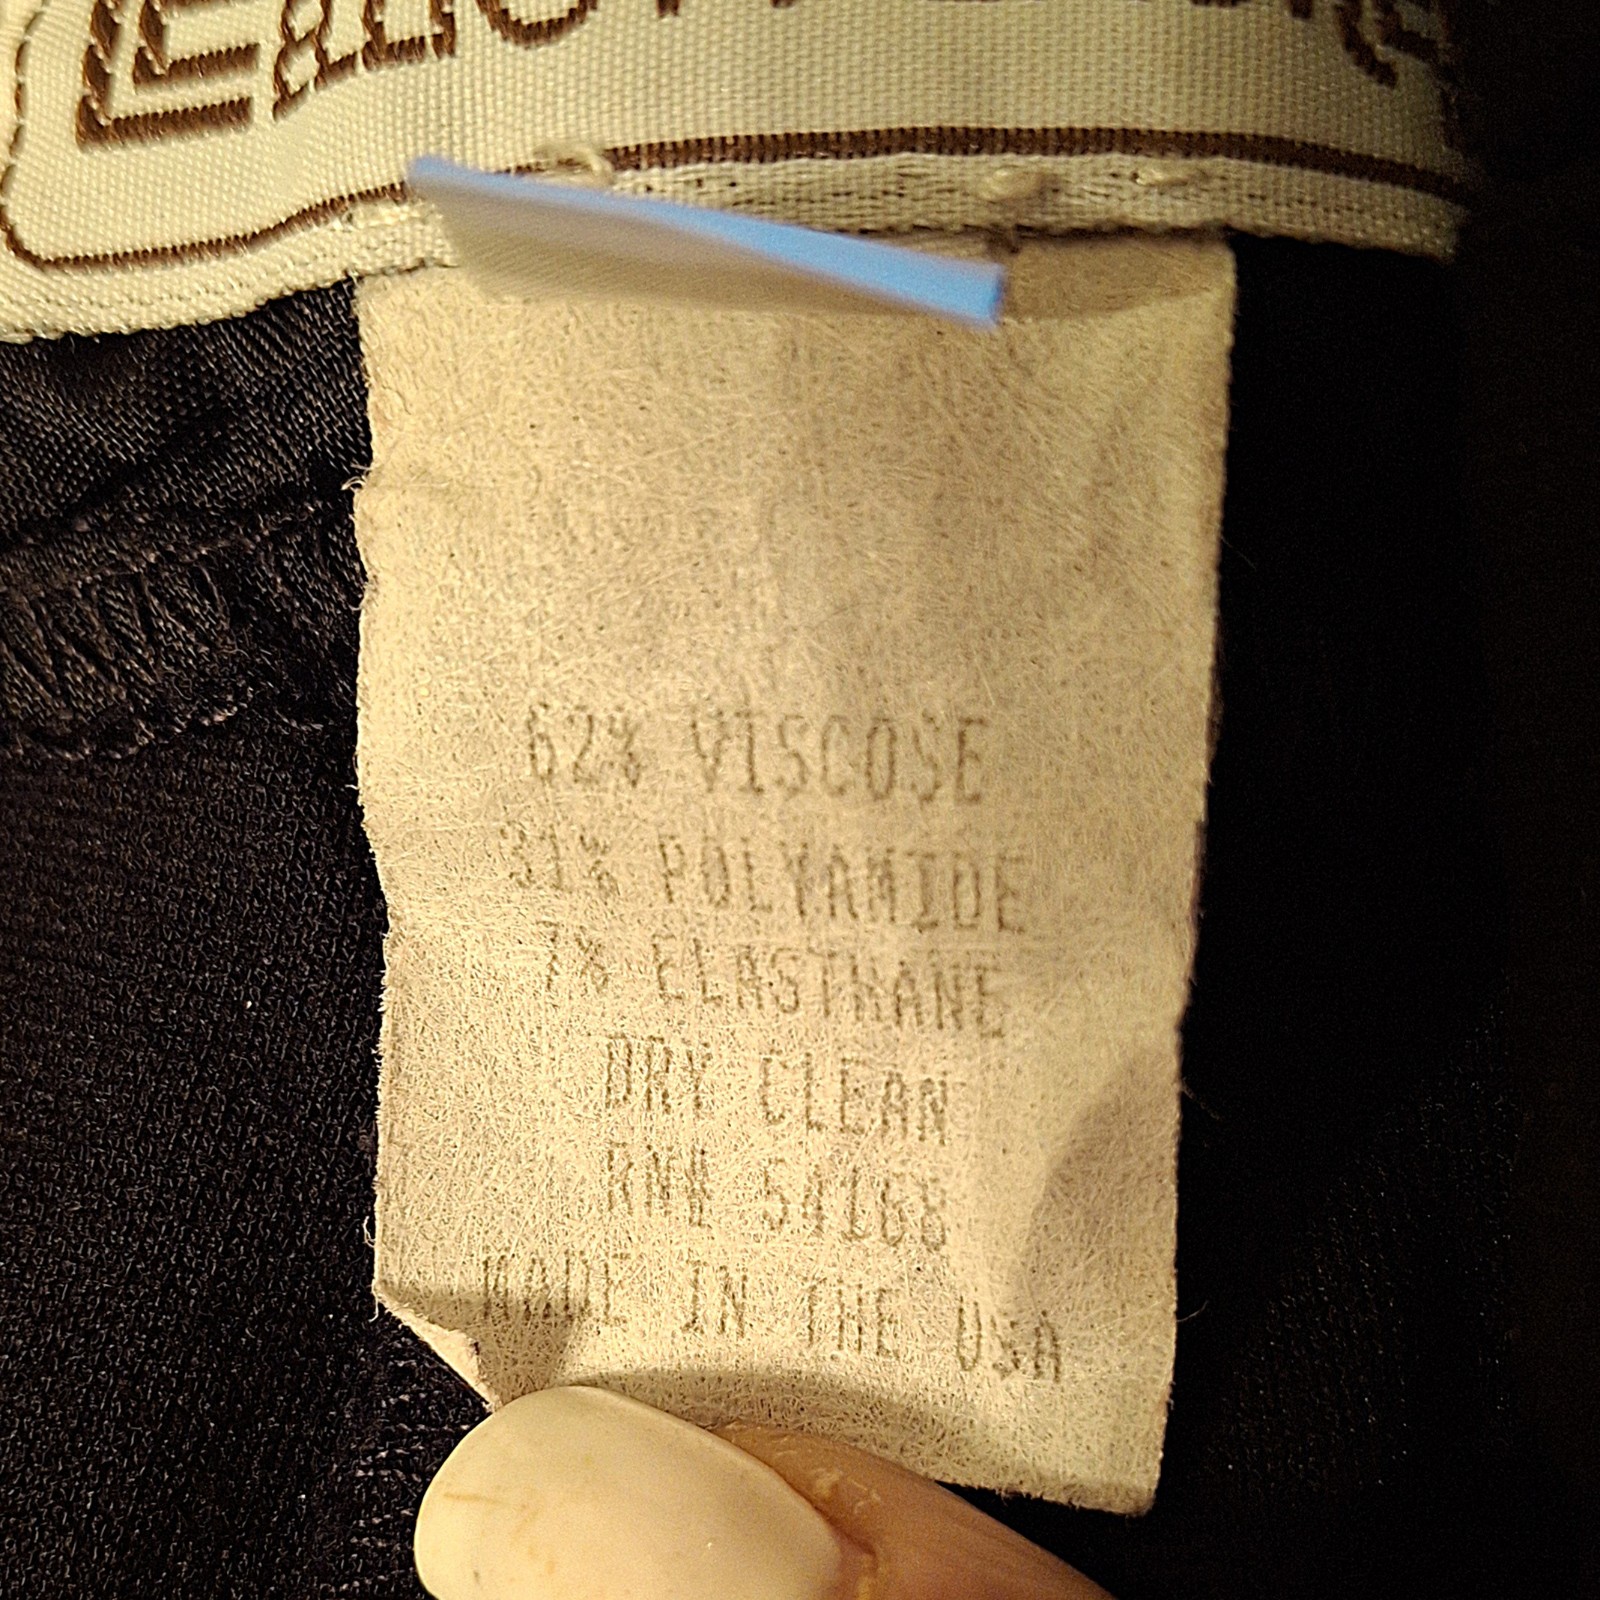 62% VISCOSE
31% POLYAMIDE
7% ELASTHANE
DRY CLEAN
RN# 54168
MADE IN THE USA